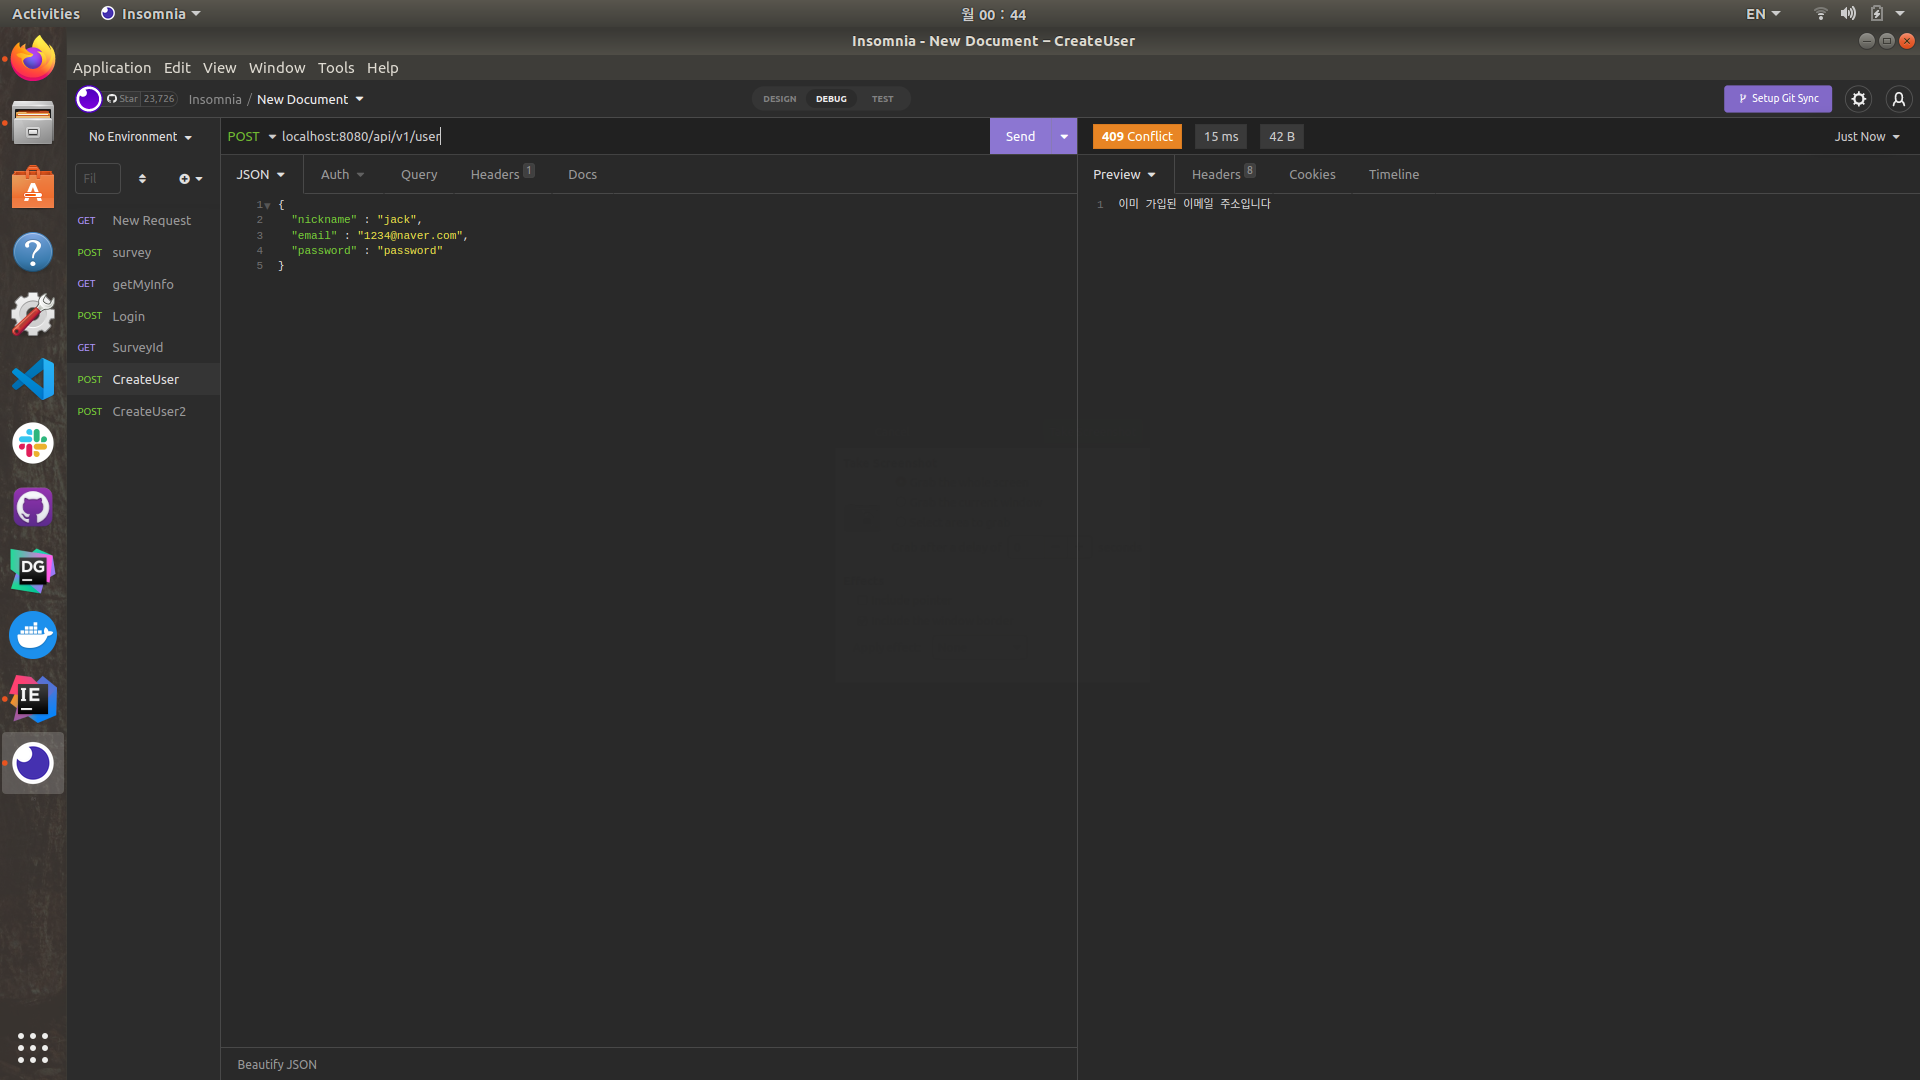 Activities Insomnia 월 00 : 44 EN
Insomnia - New Document – CreateUser
Application Edit View Window Tools Help
Star 23,726 Insomnia / New Document DESIGN DEBUG TEST Setup Git Sync
No Environment POST localhost:8080/api/v1/user Send 409 Conflict 15 ms 42 B Just Now
Fil JSON Auth Query Headers 1 Docs Preview Headers 8 Cookies Timeline
GET New Request
POST survey
GET getMyInfo
POST Login
GET SurveyId
POST CreateUser
POST CreateUser2
1 {
2 "nickname" : "jack",
3 "email" : "1234@naver.com",
4 "password" : "password"
5 }
1 이미 가입된 이메일 주소입니다
DG
IE
Beautify JSON